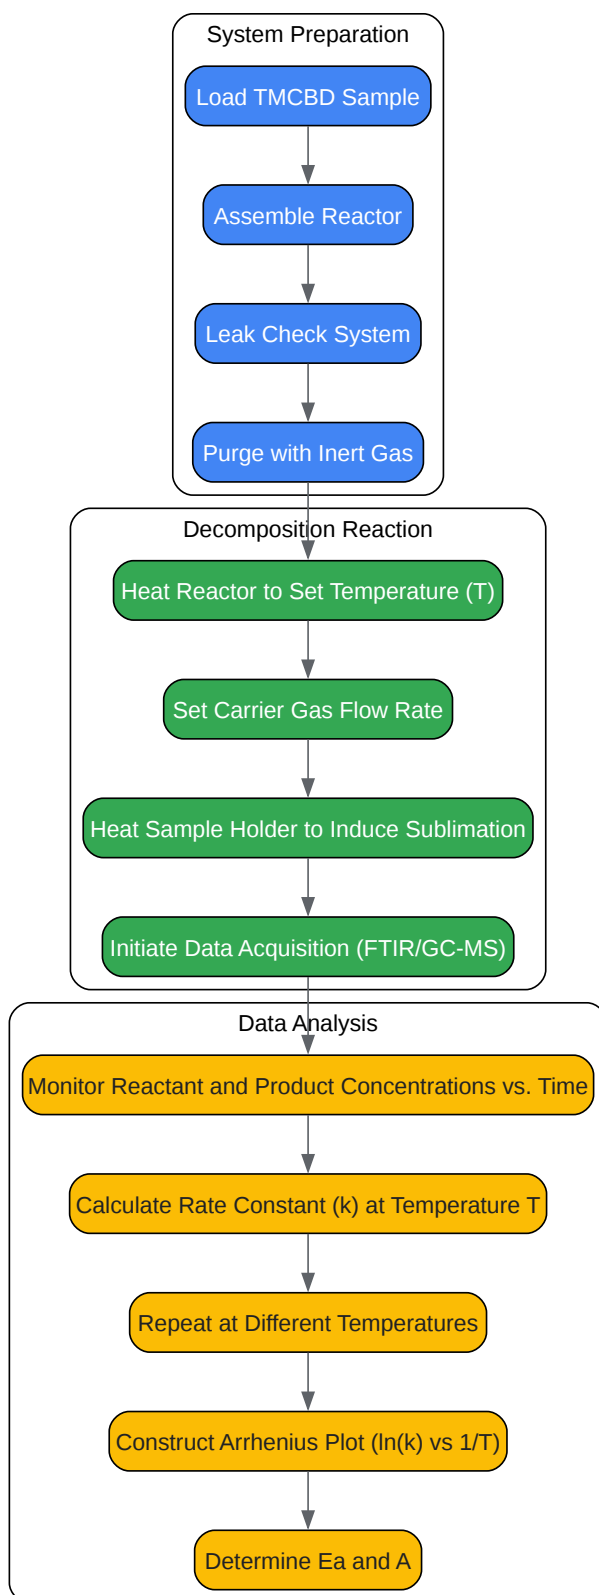 System Preparation
Load TMCBD Sample
Assemble Reactor
Leak Check System
Purge with Inert Gas
Decomposition Reaction
Heat Reactor to Set Temperature (T)
Set Carrier Gas Flow Rate
Heat Sample Holder to Induce Sublimation
Initiate Data Acquisition (FTIR/GC-MS)
Data Analysis
Monitor Reactant and Product Concentrations vs. Time
Calculate Rate Constant (k) at Temperature T
Repeat at Different Temperatures
Construct Arrhenius Plot (ln(k) vs 1/T)
Determine Ea and A